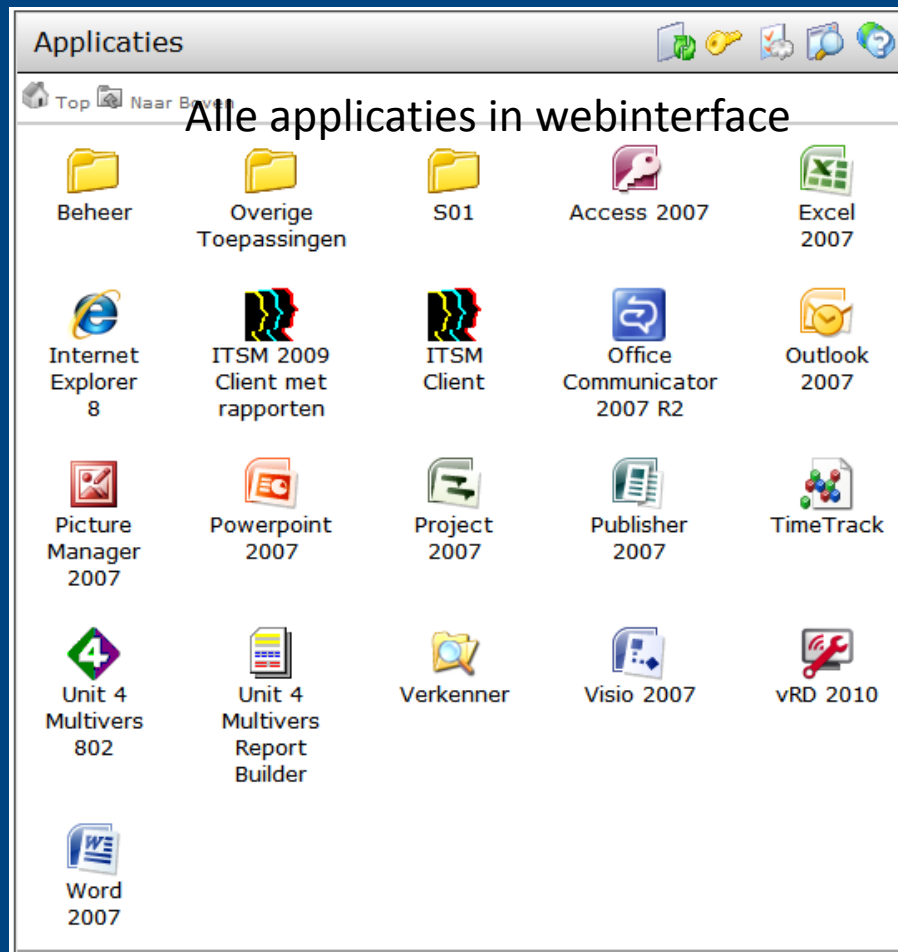 Applicaties
Top Naar Boven
Alle applicaties in webinterface
Beheer
Overige
Toepassingen
S01
Access 2007
Excel
2007
Internet
Explorer
8
ITSM 2009
Client met
rapporten
ITSM
Client
Office
Communicator
2007 R2
Outlook
2007
Picture
Manager
2007
Powerpoint
2007
Project
2007
Publisher
2007
TimeTrack
Unit 4
Multivers
802
Unit 4
Multivers
Report
Builder
Verkenner
Visio 2007
vRD 2010
Word
2007